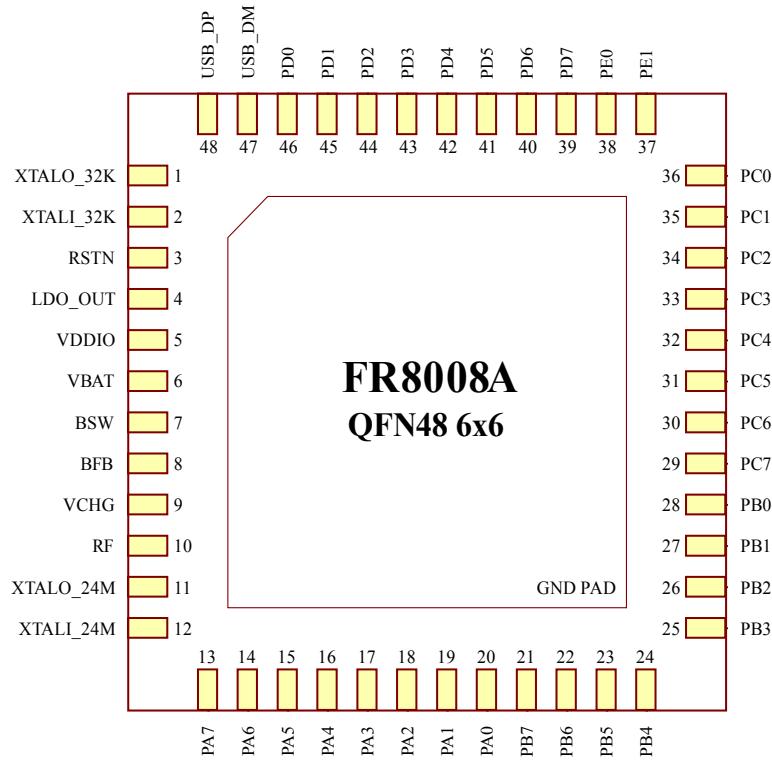 USB_DP USB_DM PD0 PD1 PD2 PD3 PD4 PD5 PD6 PD7 PE0 PE1
48 47 46 45 44 43 42 41 40 39 38 37
XTALO_32K 1 36 PC0
XTALI_32K 2 35 PC1
RSTN 3 34 PC2
LDO_OUT 4 33 PC3
VDDIO 5 32 PC4
VBAT 6 31 PC5
BSW 7 30 PC6
BFB 8 29 PC7
VCHG 9 28 PB0
RF 10 27 PB1
XTALO_24M 11 26 PB2
XTALI_24M 12 25 PB3
FR8008A
QFN48 6x6
GND PAD
13 14 15 16 17 18 19 20 21 22 23 24
PA7 PA6 PA5 PA4 PA3 PA2 PA1 PA0 PB7 PB6 PB5 PB4